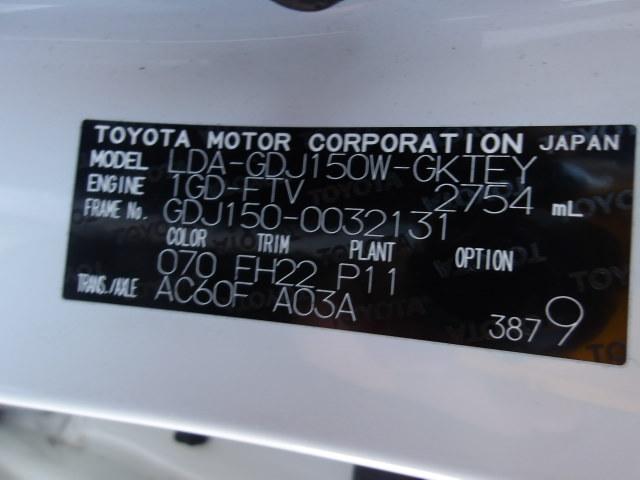 TOYOTA MOTOR CORPORATION JAPAN
MODEL LDA-GDJ150W-GKTEY
ENGINE 1GD-FTV 2754 mL
FRAME No. GDJ150-0032131
COLOR TRIM PLANT OPTION
070 FH22 P11
TRANS./AXLE AC60F A03A
3879